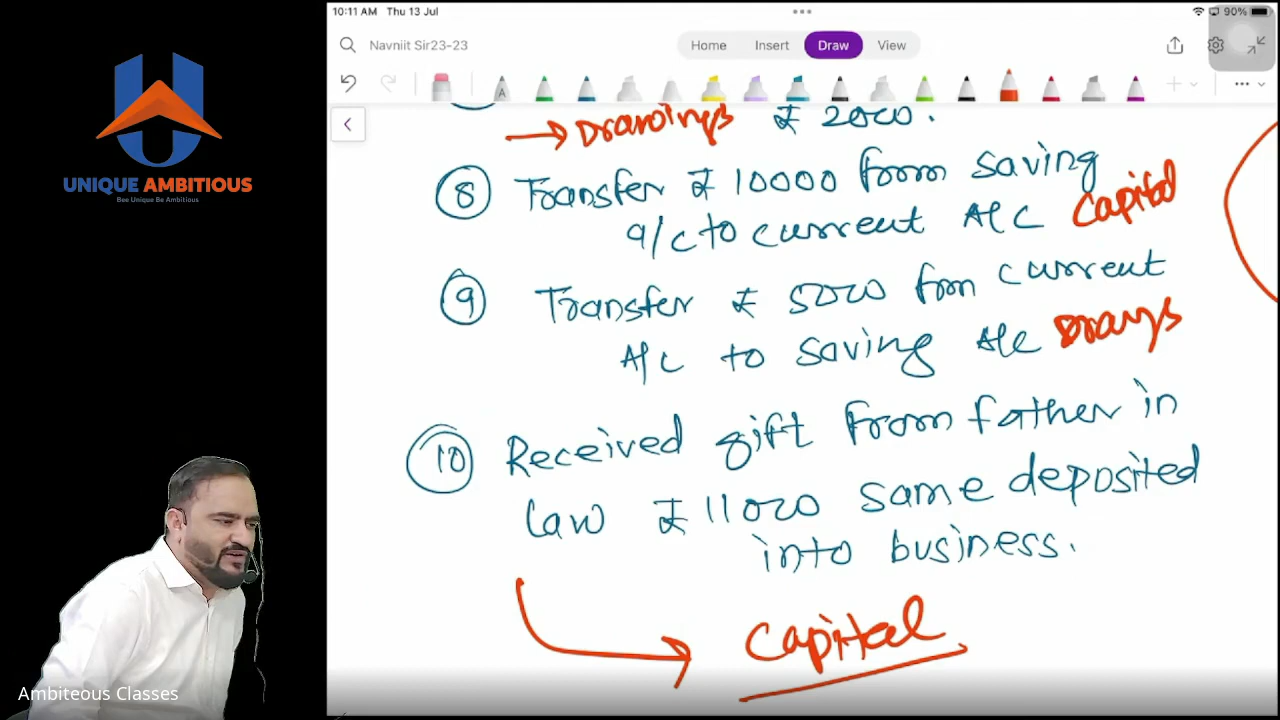 10:11 AM Thu 13 Jul
90%
Navniit Sir23-23
Home Insert Draw View
UNIQUE AMBITIOUS
Bee Unique Be Ambitious
→ Drawings ₹ 2000.
8 Transfer ₹ 10000 from saving
a/c to current A/c Capital
9 Transfer ₹ 5000 from current
A/c to saving A/c Drawings
10 Received gift from father in
law ₹ 11000 same deposited
into business.
→ Capital
Ambiteous Classes